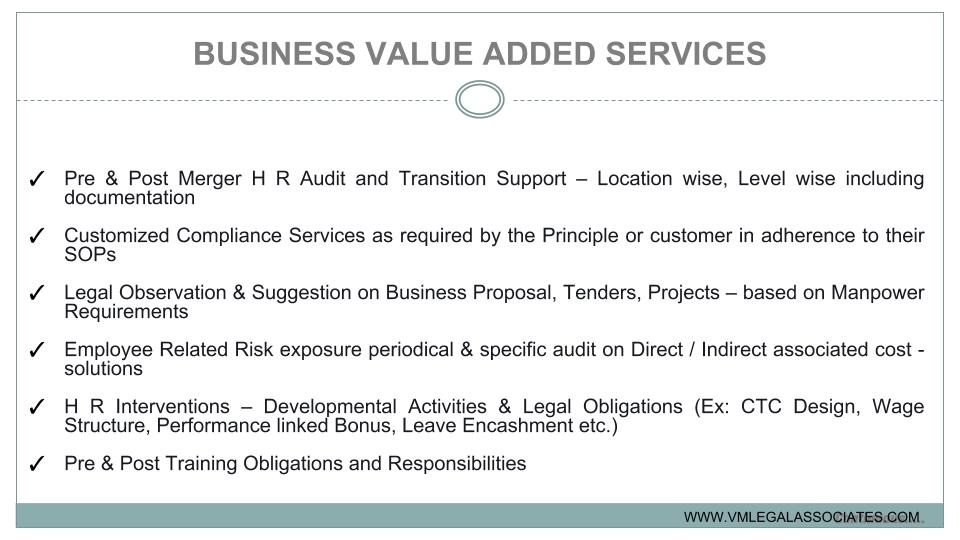 BUSINESS VALUE ADDED SERVICES
✓ Pre & Post Merger H R Audit and Transition Support – Location wise, Level wise including
documentation
✓ Customized Compliance Services as required by the Principle or customer in adherence to their
SOPs
✓ Legal Observation & Suggestion on Business Proposal, Tenders, Projects – based on Manpower
Requirements
✓ Employee Related Risk exposure periodical & specific audit on Direct / Indirect associated cost -
solutions
✓ H R Interventions – Developmental Activities & Legal Obligations (Ex: CTC Design, Wage
Structure, Performance linked Bonus, Leave Encashment etc.)
✓ Pre & Post Training Obligations and Responsibilities
WWW.VMLEGALASSOCIATES.COM